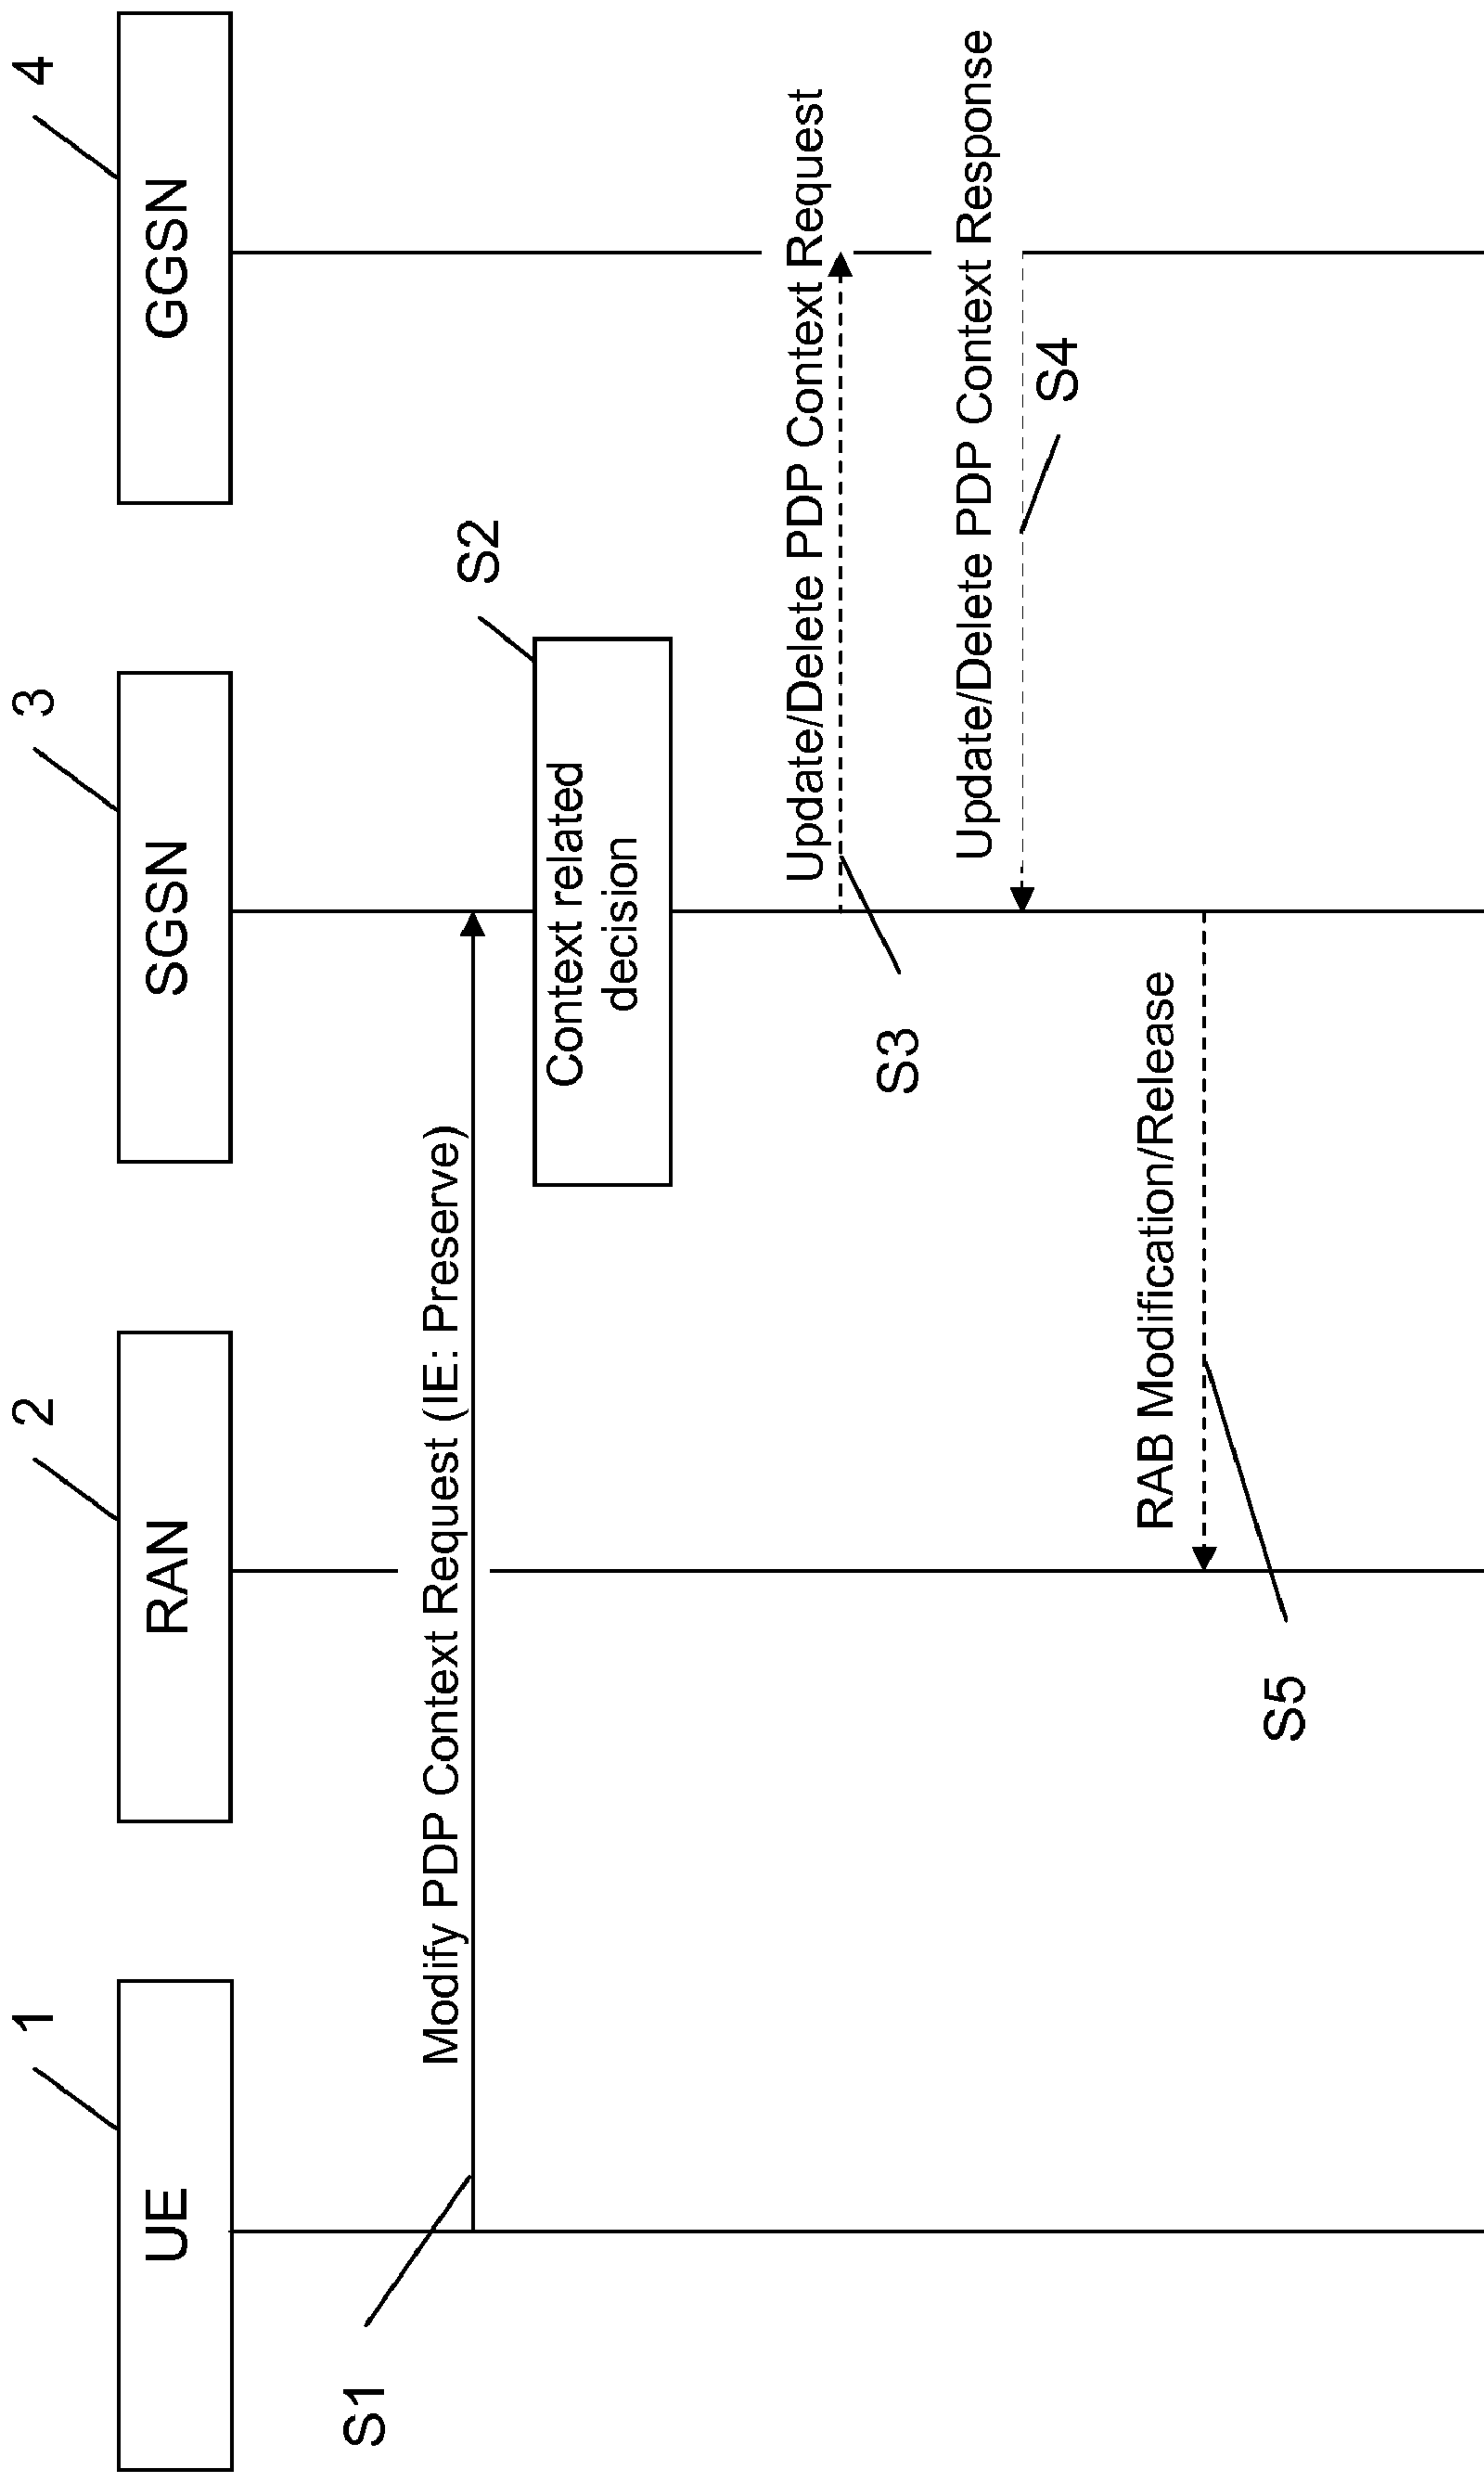 1
2
3
4
UE
RAN
SGSN
GGSN
S1
Modify PDP Context Request (IE: Preserve)
S2
Context related
decision
Update/Delete PDP Context Request
S3
Update/Delete PDP Context Response
S4
RAB Modification/Release
S5